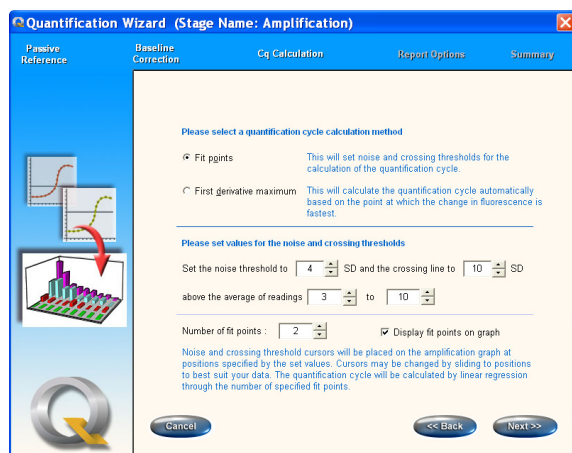 Quantification Wizard (Stage Name: Amplification)
Passive Reference
Baseline Correction
Cq Calculation
Report Options
Summary
Please select a quantification cycle calculation method
Fit points
This will set noise and crossing thresholds for the
calculation of the quantification cycle.
First derivative maximum
This will calculate the quantification cycle automatically
based on the point at which the change in fluorescence is
fastest.
Please set values for the noise and crossing thresholds
Set the noise threshold to 4 SD and the crossing line to 10 SD
above the average of readings 3 to 10
Number of fit points : 2
Display fit points on graph
Noise and crossing threshold cursors will be placed on the amplification graph at
positions specified by the set values. Cursors may be changed by sliding to positions
to best suit your data. The quantification cycle will be calculated by linear regression
through the number of specified fit points.
Cancel
<< Back
Next >>